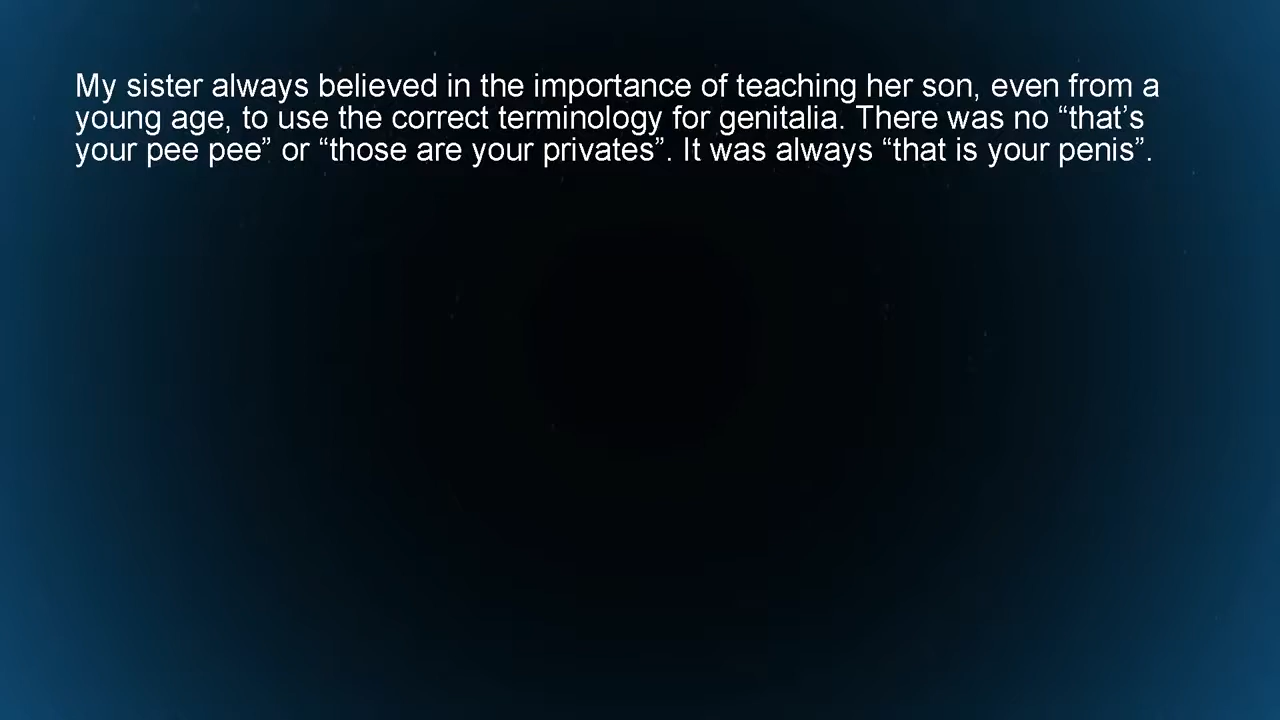 My sister always believed in the importance of teaching her son, even from a
young age, to use the correct terminology for genitalia. There was no “that’s
your pee pee” or “those are your privates”. It was always “that is your penis”.